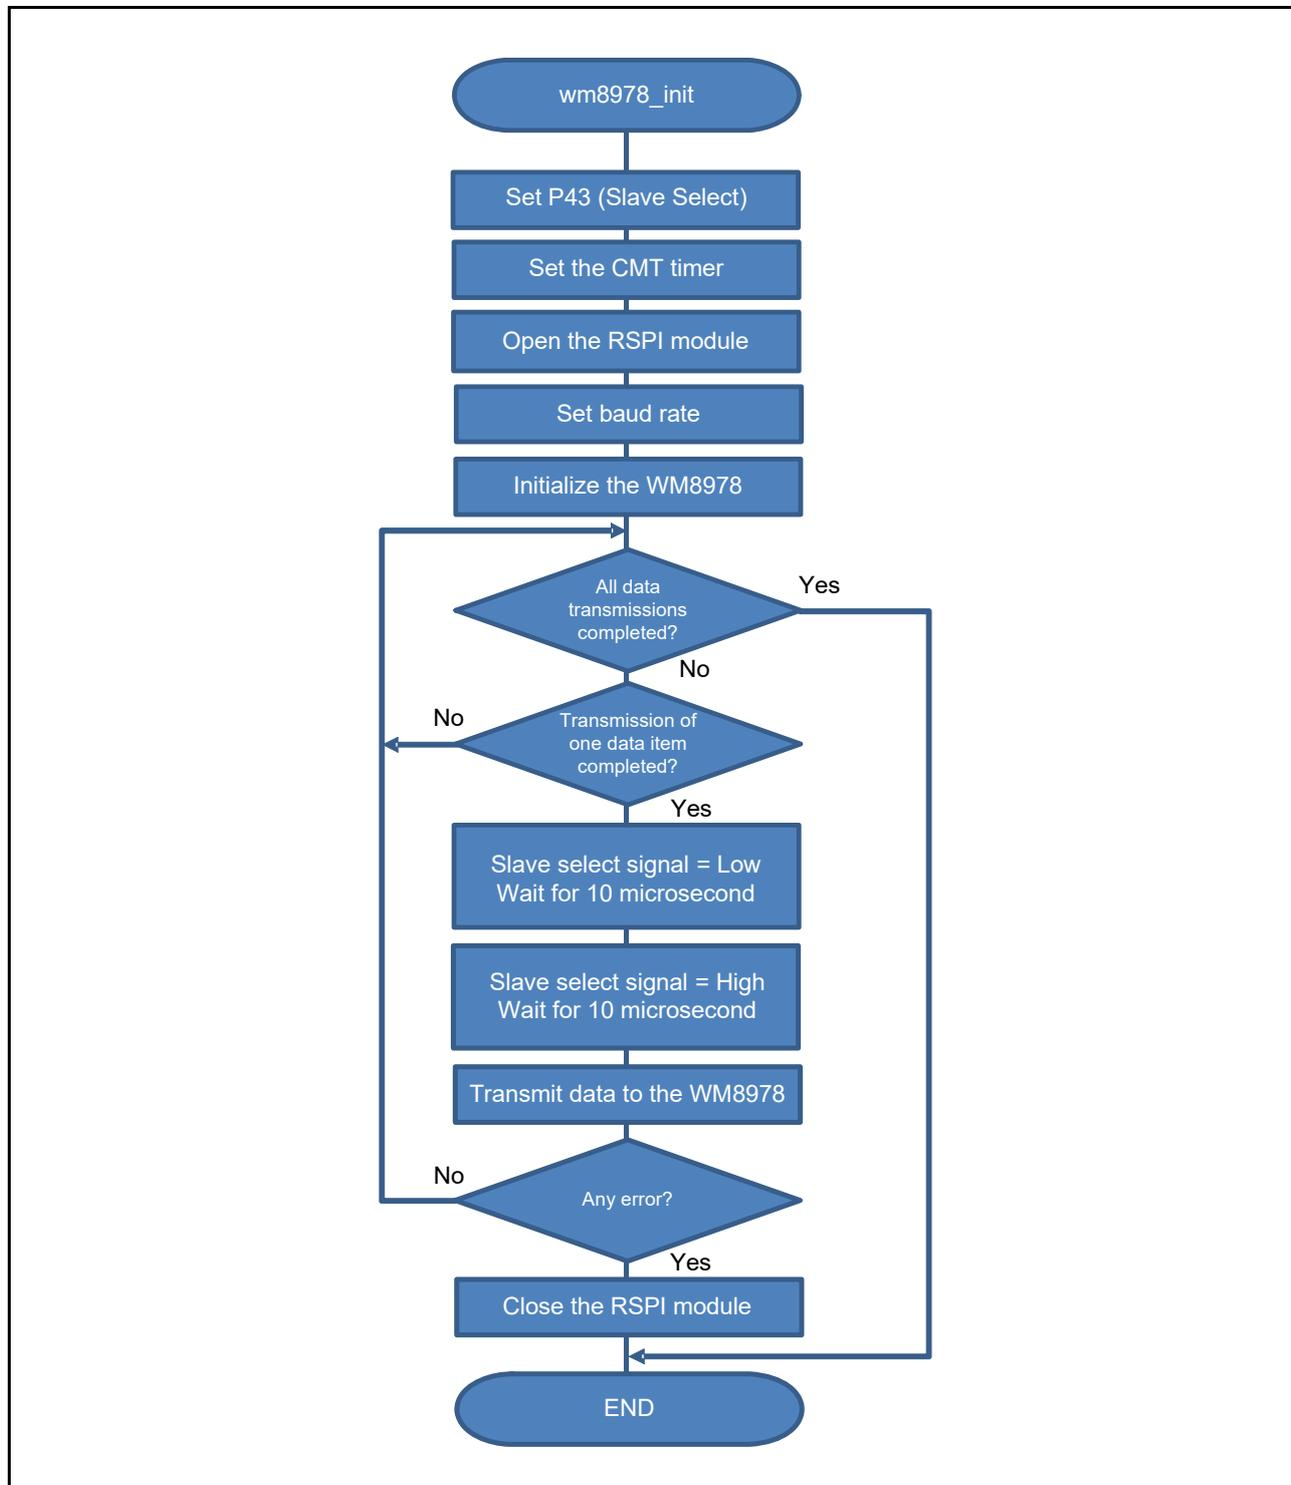 wm8978_init
Set P43 (Slave Select)
Set the CMT timer
Open the RSPI module
Set baud rate
Initialize the WM8978
All data
transmissions
completed?
Yes
No
Transmission of
one data item
completed?
No
Yes
Slave select signal = Low
Wait for 10 microsecond
Slave select signal = High
Wait for 10 microsecond
Transmit data to the WM8978
No
Any error?
Yes
Close the RSPI module
END